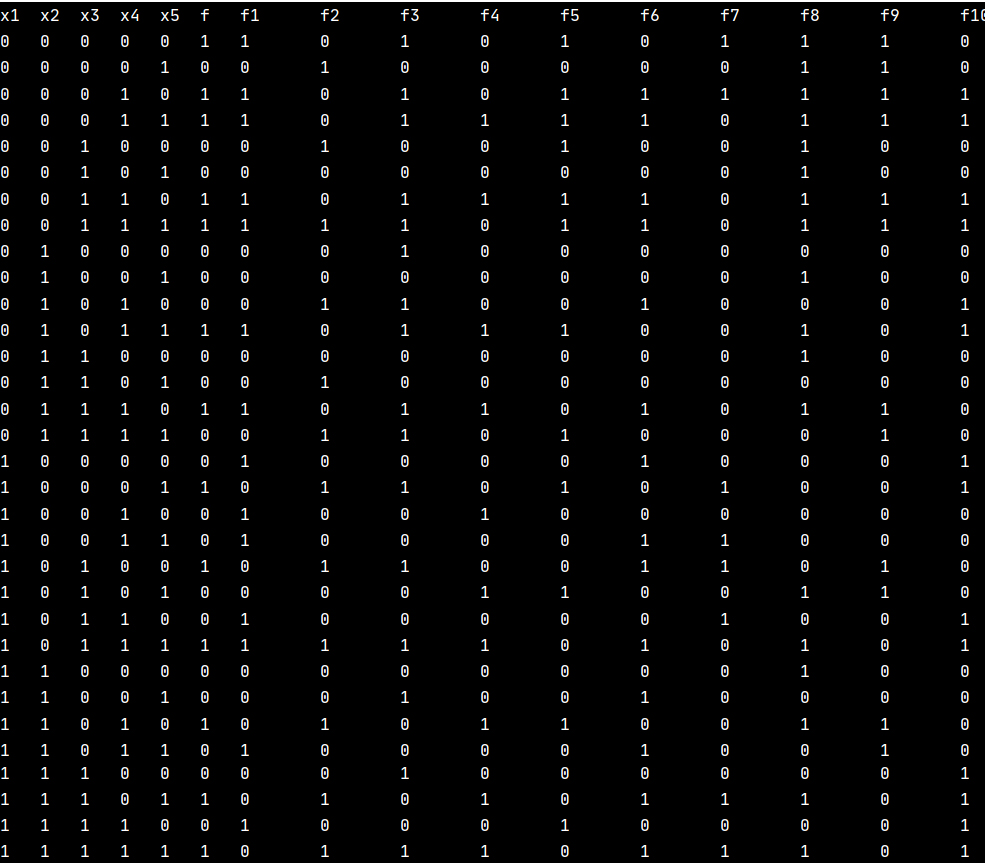 x1 x2 x3 x4 x5 f f1 f2 f3 f4 f5 f6 f7 f8 f9 f10
0 0 0 0 0 1 1 0 1 0 1 0 1 1 1 0
0 0 0 0 1 0 0 1 0 0 0 0 0 1 1 0
0 0 0 1 0 1 1 0 1 0 1 1 1 1 1 1
0 0 0 1 1 1 1 0 1 1 1 1 0 1 1 1
0 0 1 0 0 0 0 1 0 0 1 0 0 1 0 0
0 0 1 0 1 0 0 0 0 0 0 0 0 1 0 0
0 0 1 1 0 1 1 0 1 1 1 1 0 1 1 1
0 0 1 1 1 1 1 1 1 0 1 1 0 1 1 1
0 1 0 0 0 0 0 0 1 0 0 0 0 0 0 0
0 1 0 0 1 0 0 0 0 0 0 0 0 1 0 0
0 1 0 1 0 0 0 1 1 0 0 1 0 0 0 1
0 1 0 1 1 1 1 0 1 1 1 0 0 1 0 1
0 1 1 0 0 0 0 0 0 0 0 0 0 1 0 0
0 1 1 0 1 0 0 1 0 0 0 0 0 0 0 0
0 1 1 1 0 1 1 0 1 1 0 1 0 1 1 0
0 1 1 1 1 0 0 1 1 0 1 0 0 0 1 0
1 0 0 0 0 0 1 0 0 0 0 1 0 0 0 1
1 0 0 0 1 1 0 1 1 0 1 0 1 0 0 1
1 0 0 1 0 0 1 0 0 1 0 0 0 0 0 0
1 0 0 1 1 0 1 0 0 0 0 1 1 0 0 0
1 0 1 0 0 1 0 1 1 0 0 1 1 0 1 0
1 0 1 0 1 0 0 0 0 1 1 0 0 1 1 0
1 0 1 1 0 0 1 0 0 0 0 0 1 0 0 1
1 0 1 1 1 1 1 1 1 1 0 1 0 1 0 1
1 1 0 0 0 0 0 0 0 0 0 0 0 1 0 0
1 1 0 0 1 0 0 0 1 0 0 1 0 0 0 0
1 1 0 1 0 1 0 1 0 1 1 0 0 1 1 0
1 1 0 1 1 0 1 0 0 0 0 1 0 0 1 0
1 1 1 0 0 0 0 0 1 0 0 0 0 0 0 1
1 1 1 0 1 1 0 1 0 1 0 1 1 1 0 1
1 1 1 1 0 0 1 0 0 0 1 0 0 0 0 1
1 1 1 1 1 1 0 1 1 1 0 1 1 1 0 1